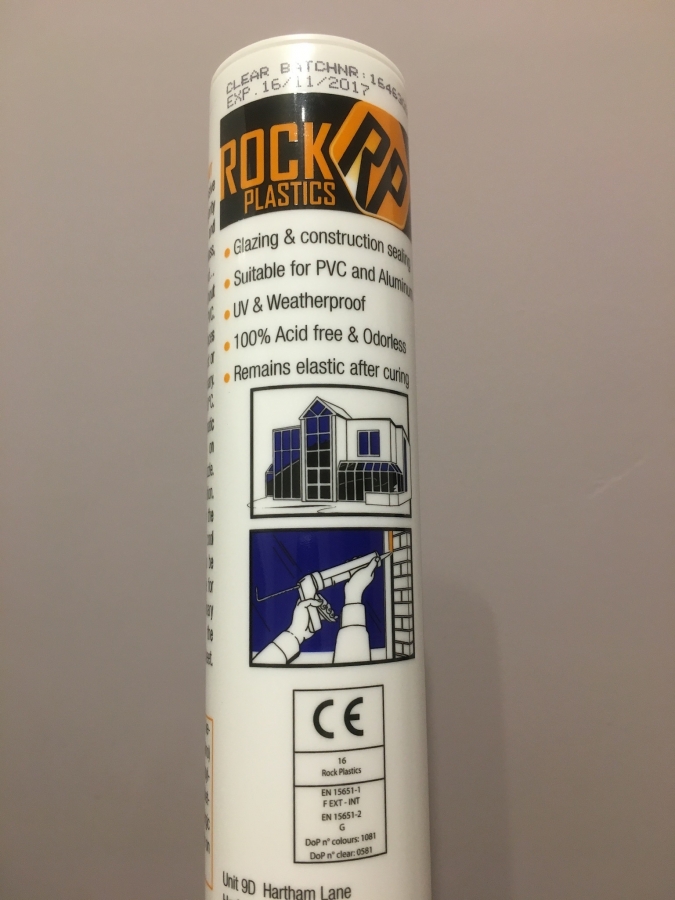 CLEAR BATCHNR:1646
EXP.16/11/2017
ROCK
PLASTICS
RP
• Glazing & construction
• Suitable for PVC and
• UV & Weatherproof
• 100% Acid free & Odorless
• Remains elastic after curing
CE
16
Rock Plastics
EN 15651-1
F EXT - INT
EN 15651-2
G
DoP n° colours: 1081
DoP n° clear: 0581
Unit 9D Hartham Lane